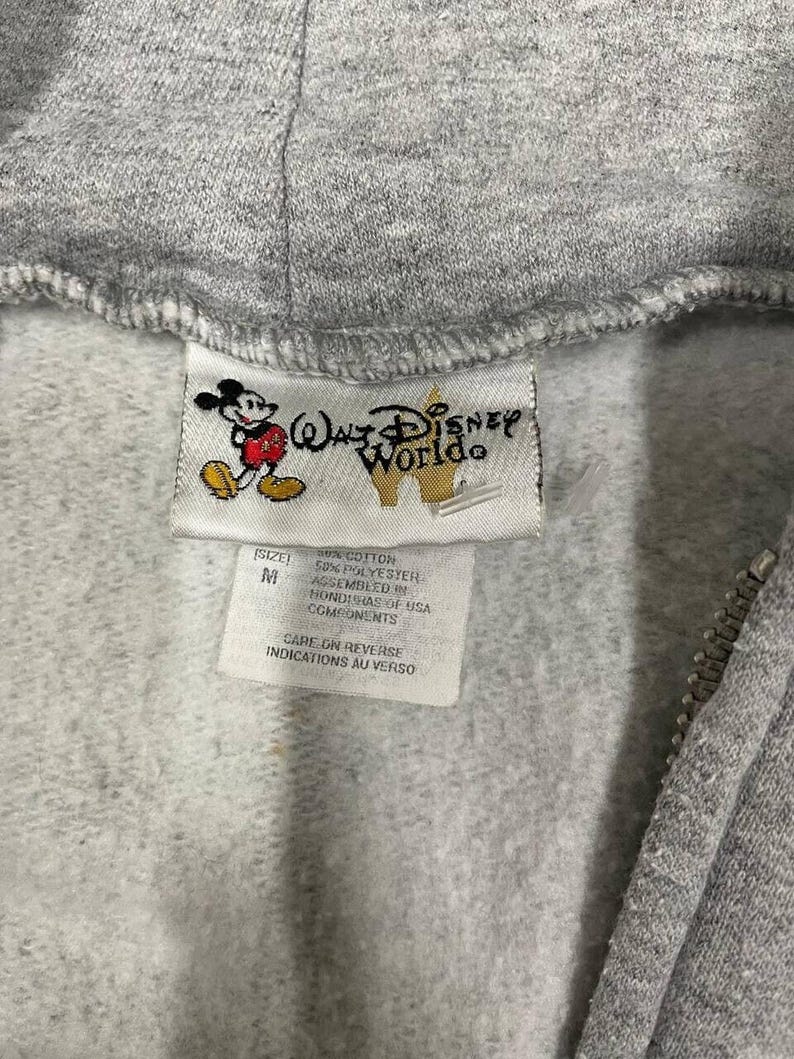 Walt Disney
World®
[SIZE] 50% COTTON
M 50% POLYESTER
ASSEMBLED IN
HONDURAS OF USA
COMPONENTS
CARE ON REVERSE
INDICATIONS AU VERSO